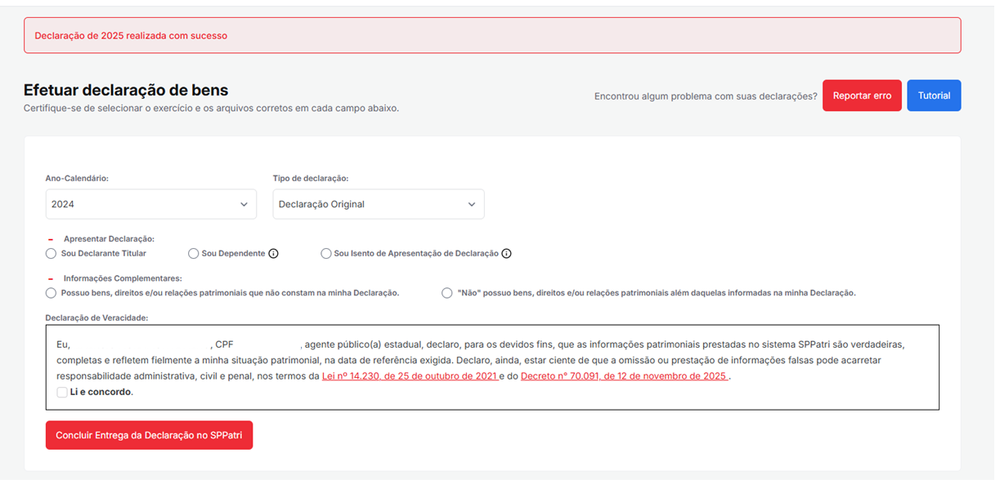 Declaração de 2025 realizada com sucesso
Efetuar declaração de bens
Certifique-se de selecionar o exercício e os arquivos corretos em cada campo abaixo.
Encontrou algum problema com suas declarações? Reportar erro Tutorial
Ano-Calendário: Tipo de declaração:
2024 Declaração Original
– Apresentar Declaração:
Sou Declarante Titular Sou Dependente Sou Isento de Apresentação de Declaração
– Informações Complementares:
Possuo bens, direitos e/ou relações patrimoniais que não constam na minha Declaração. "Não" possuo bens, direitos e/ou relações patrimoniais além daquelas informadas na minha Declaração.
Declaração de Veracidade:
Eu, , CPF , agente público(a) estadual, declaro, para os devidos fins, que as informações patrimoniais prestadas no sistema SPPatri são verdadeiras,
completas e refletem fielmente a minha situação patrimonial, na data de referência exigida. Declaro, ainda, estar ciente de que a omissão ou prestação de informações falsas pode acarretar
responsabilidade administrativa, civil e penal, nos termos da Lei nº 14.230, de 25 de outubro de 2021 e do Decreto n° 70.091, de 12 de novembro de 2025 .
Li e concordo.
Concluir Entrega da Declaração no SPPatri